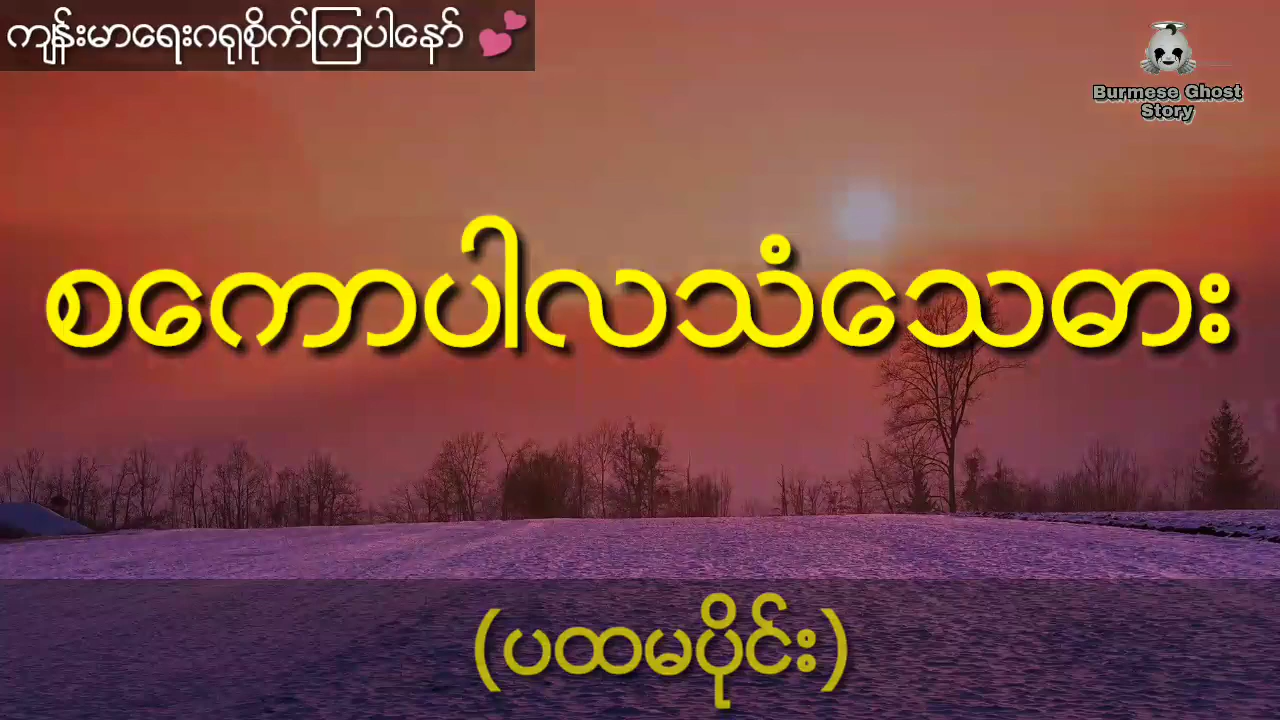 ကျန်းမာရေးဂရုစိုက်ကြပါနော် 💕
Burmese Ghost
Story
စကောပါလသံသေဓား
(ပထမပိုင်း)